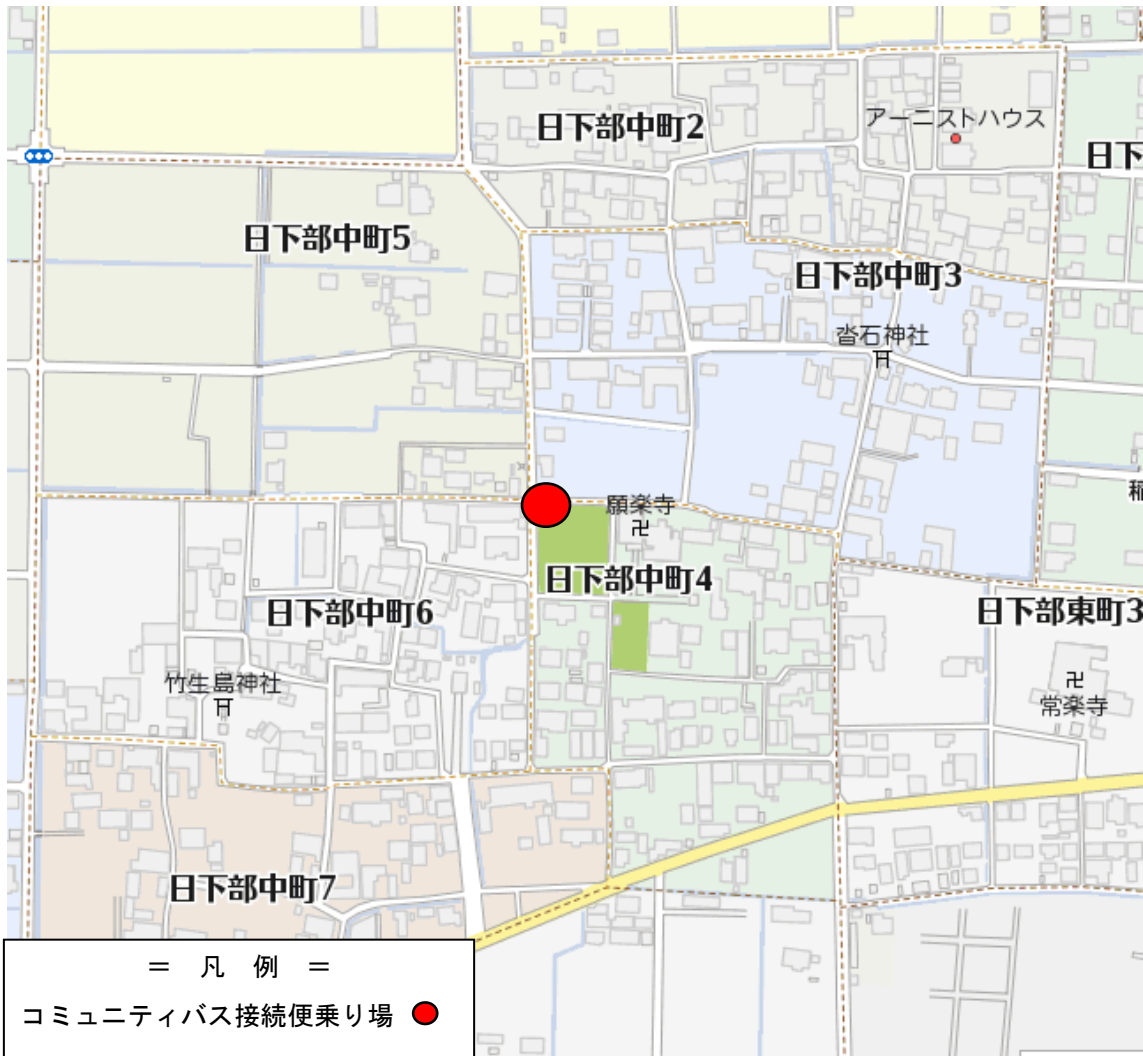 日下部中町2
アーニストハウス
日下
日下部中町5
日下部中町3
沓石神社
願楽寺
稲
日下部中町4
日下部中町6
日下部東町3
竹生島神社
常楽寺
日下部中町7
= 凡 例 =
コミュニティバス接続便乗り場